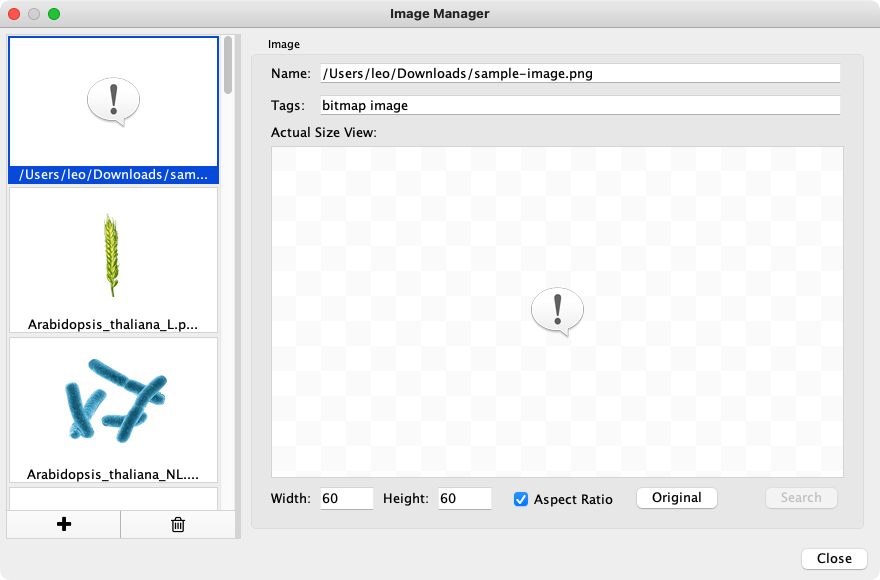 Image Manager
/Users/leo/Downloads/sam...
Arabidopsis_thaliana_L.p...
Arabidopsis_thaliana_NL....
Image
Name: /Users/leo/Downloads/sample-image.png
Tags: bitmap image
Actual Size View:
Width: 60 Height: 60 Aspect Ratio Original Search
Close